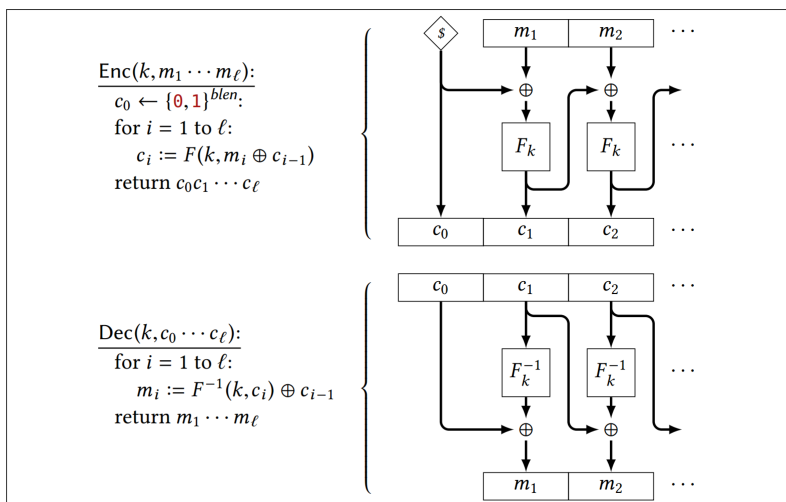 Enc(k, m₁ ⋯ mℓ):
c₀ ← {0, 1}^blen:
for i = 1 to ℓ:
cᵢ := F(k, mᵢ ⊕ cᵢ₋₁)
return c₀c₁ ⋯ cℓ
$ m₁ m₂ ⋯
⊕ ⊕
Fₖ Fₖ ⋯
c₀ c₁ c₂ ⋯
Dec(k, c₀ ⋯ cℓ):
for i = 1 to ℓ:
mᵢ := F⁻¹(k, cᵢ) ⊕ cᵢ₋₁
return m₁ ⋯ mℓ
c₀ c₁ c₂ ⋯
Fₖ⁻¹ Fₖ⁻¹ ⋯
⊕ ⊕
m₁ m₂ ⋯